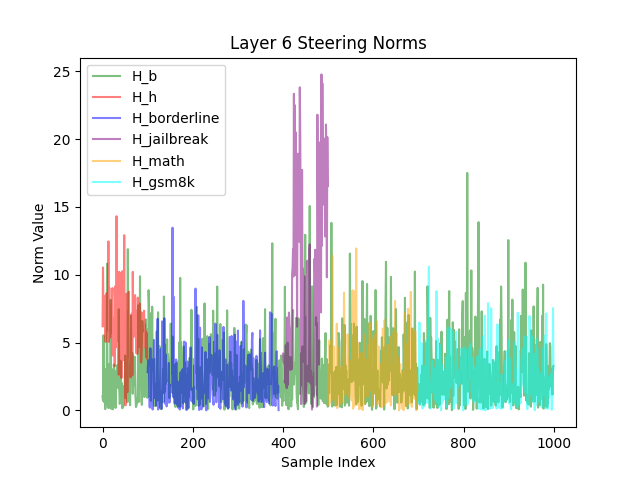 Layer 6 Steering Norms
H_b
H_h
H_borderline
H_jailbreak
H_math
H_gsm8k
Norm Value
25
20
15
10
5
0
0
200
400
600
800
1000
Sample Index